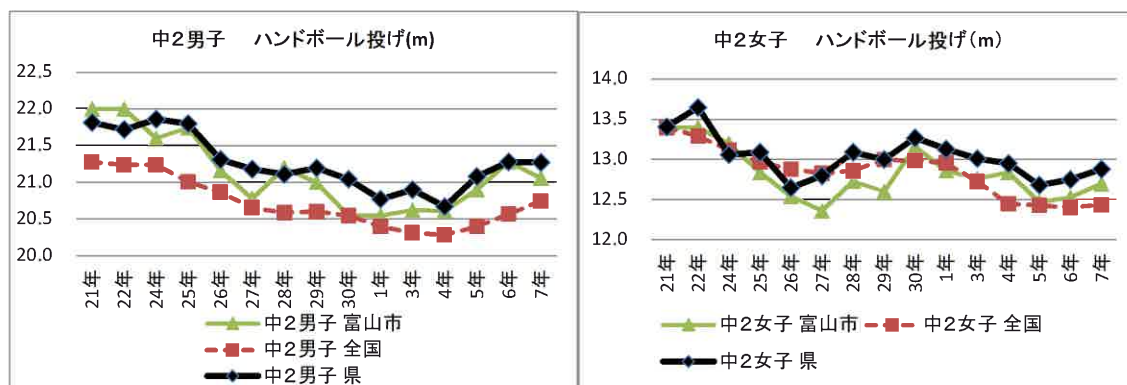 中2男子 ハンドボール投げ(m)
22.5
22.0
21.5
21.0
20.5
20.0
21年 22年 24年 25年 26年 27年 28年 29年 30年 1年 3年 4年 5年 6年 7年
中2男子 富山市
中2男子 全国
中2男子 県
中2女子 ハンドボール投げ(m)
14.0
13.5
13.0
12.5
12.0
21年 22年 24年 25年 26年 27年 28年 29年 30年 1年 3年 4年 5年 6年 7年
中2女子 富山市 中2女子 全国
中2女子 県